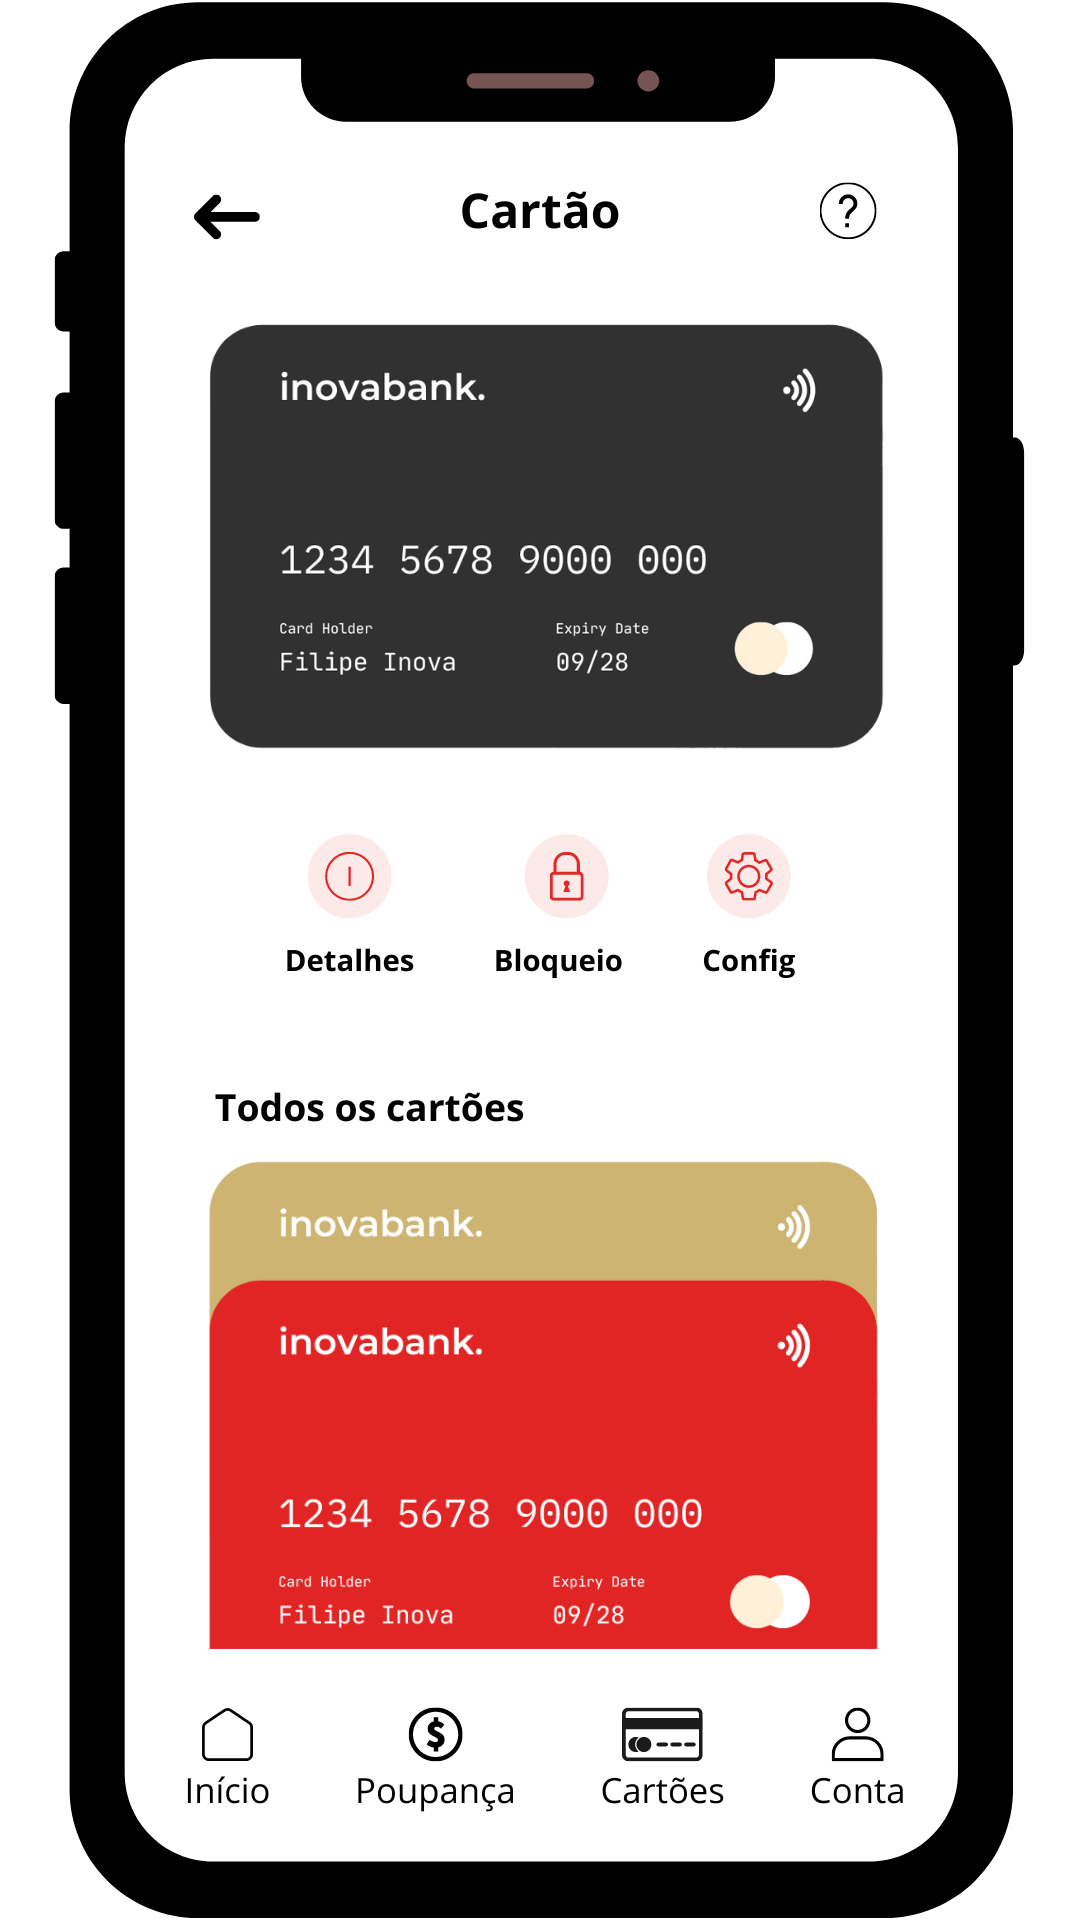 Cartão
?
inovabank.
1234 5678 9000 000
Card Holder
Expiry Date
Filipe Inova
09/28
Detalhes
Bloqueio
Config
Todos os cartões
inovabank.
inovabank.
1234 5678 9000 000
Card Holder
Expiry Date
Filipe Inova
09/28
$
Início
Poupança
Cartões
Conta